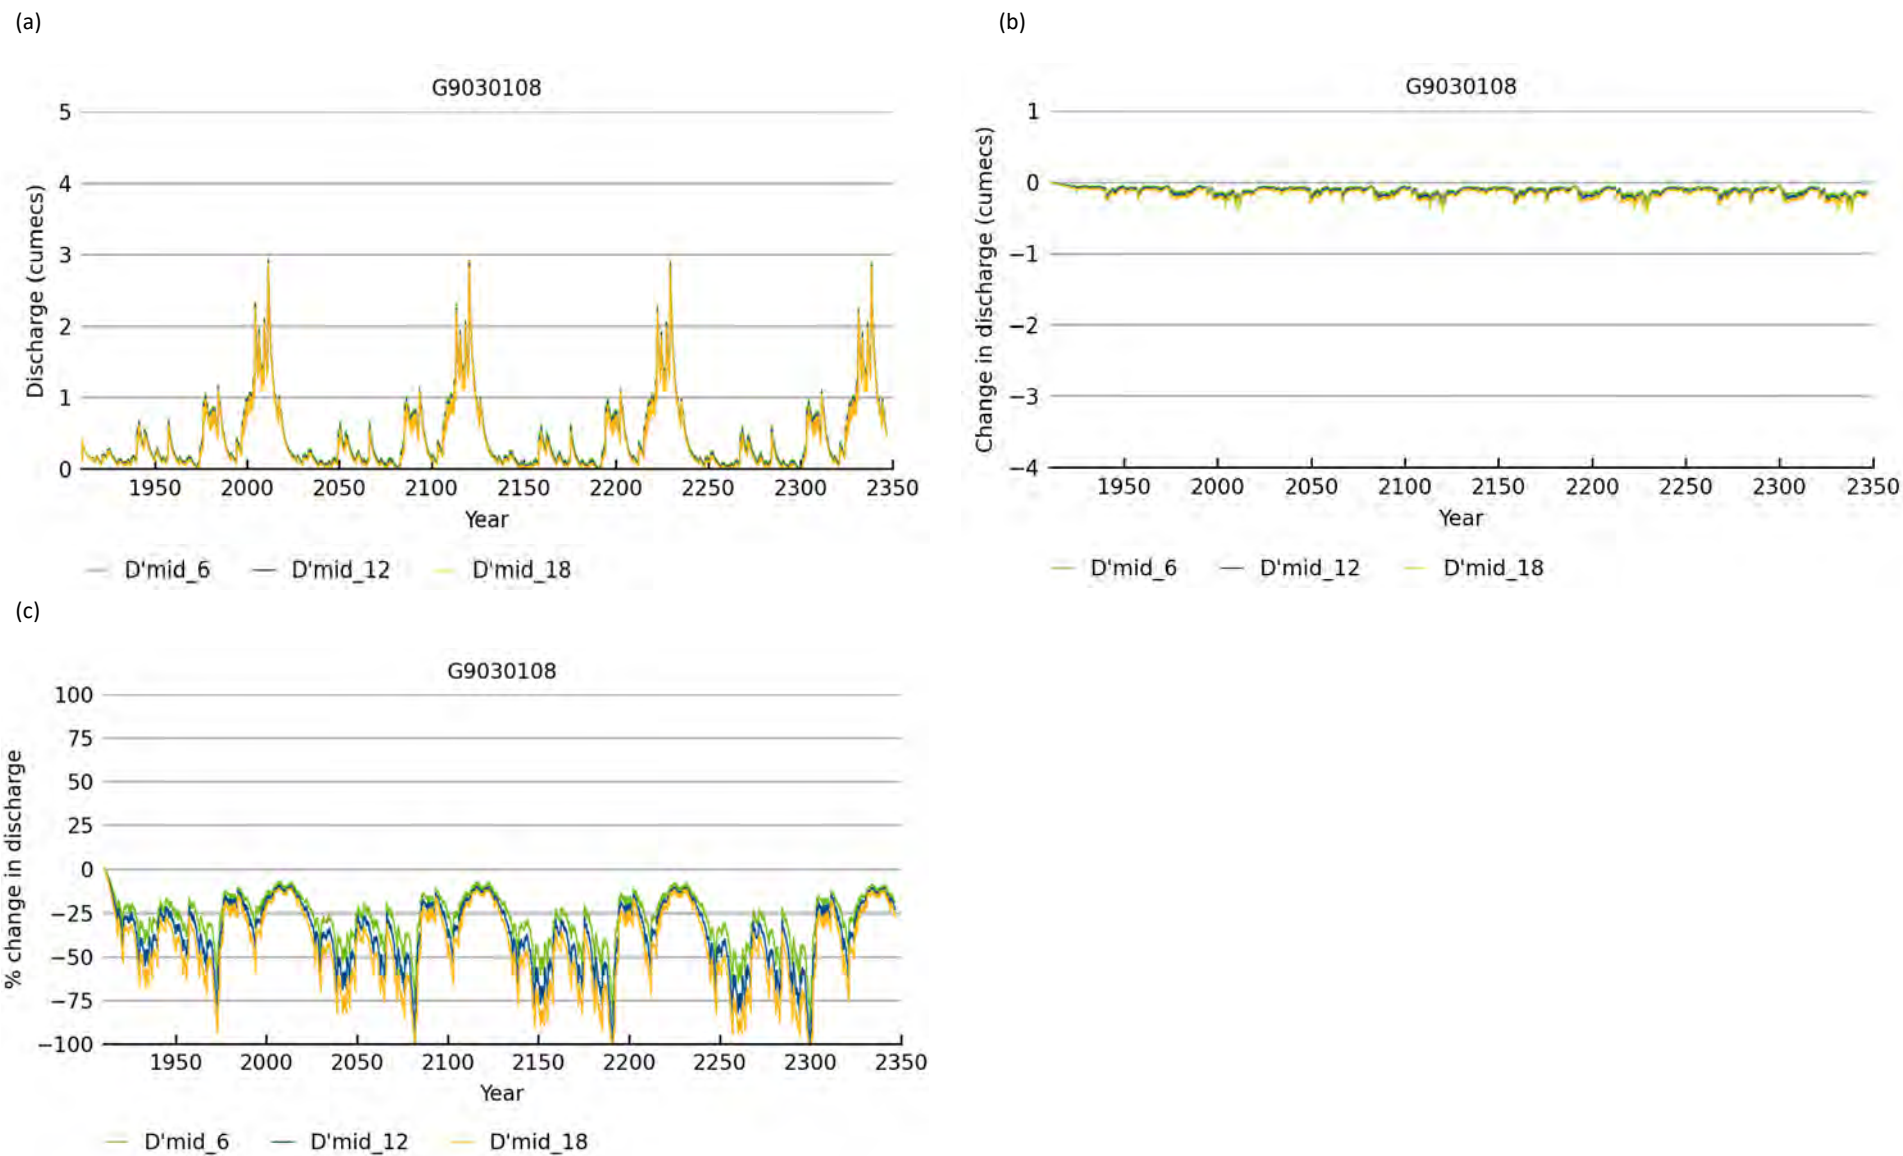 (a)
G9030108
Discharge (cumecs)
5
4
3
2
1
0
1950 2000 2050 2100 2150 2200 2250 2300 2350
Year
D'mid_6 D'mid_12 D'mid_18
(b)
G9030108
Change in discharge (cumecs)
1
0
−1
−2
−3
−4
1950 2000 2050 2100 2150 2200 2250 2300 2350
Year
D'mid_6 D'mid_12 D'mid_18
(c)
G9030108
% change in discharge
100
75
50
25
0
−25
−50
−75
−100
1950 2000 2050 2100 2150 2200 2250 2300 2350
Year
D'mid_6 D'mid_12 D'mid_18